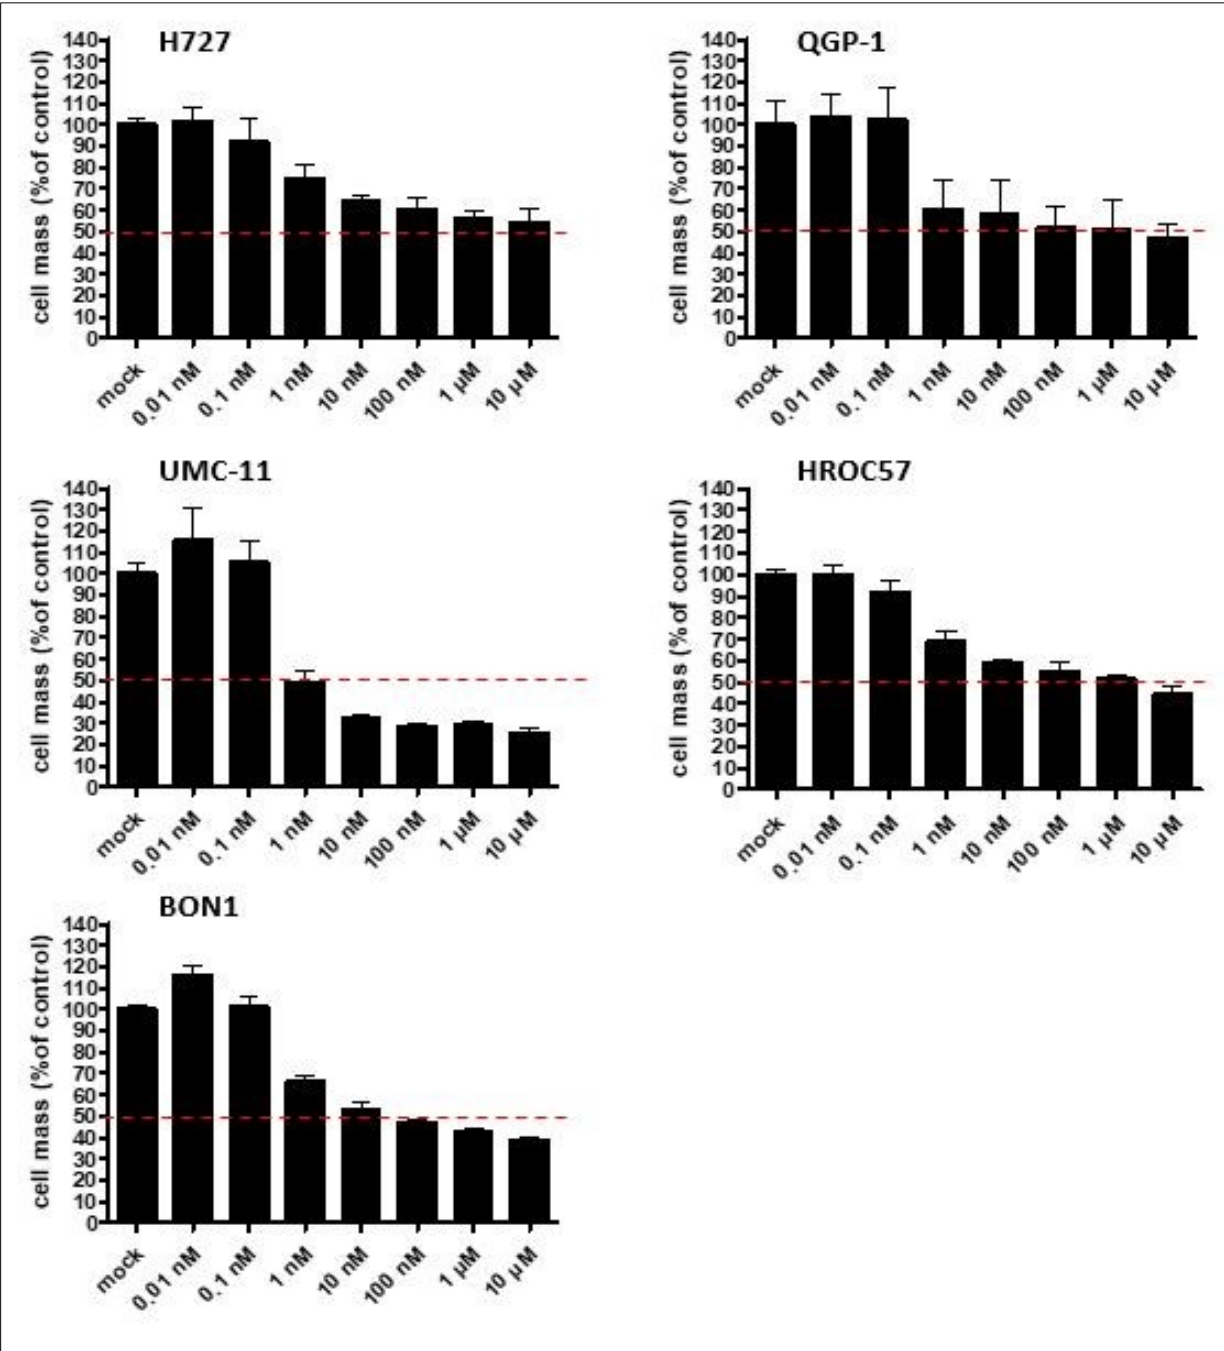 H727
cell mass (%of control)
140
130
120
110
100
90
80
70
60
50
40
30
20
10
0
mock
0.01 nM
0.1 nM
1 nM
10 nM
100 nM
1 µM
10 µM
QGP-1
cell mass (%of control)
140
130
120
110
100
90
80
70
60
50
40
30
20
10
0
mock
0.01 nM
0.1 nM
1 nM
10 nM
100 nM
1 µM
10 µM
UMC-11
cell mass (%of control)
140
130
120
110
100
90
80
70
60
50
40
30
20
10
0
mock
0.01 nM
0.1 nM
1 nM
10 nM
100 nM
1 µM
10 µM
HROC57
cell mass (%of control)
140
130
120
110
100
90
80
70
60
50
40
30
20
10
0
mock
0.01 nM
0.1 nM
1 nM
10 nM
100 nM
1 µM
10 µM
BON1
cell mass (%of control)
140
130
120
110
100
90
80
70
60
50
40
30
20
10
0
mock
0.01 nM
0.1 nM
1 nM
10 nM
100 nM
1 µM
10 µM